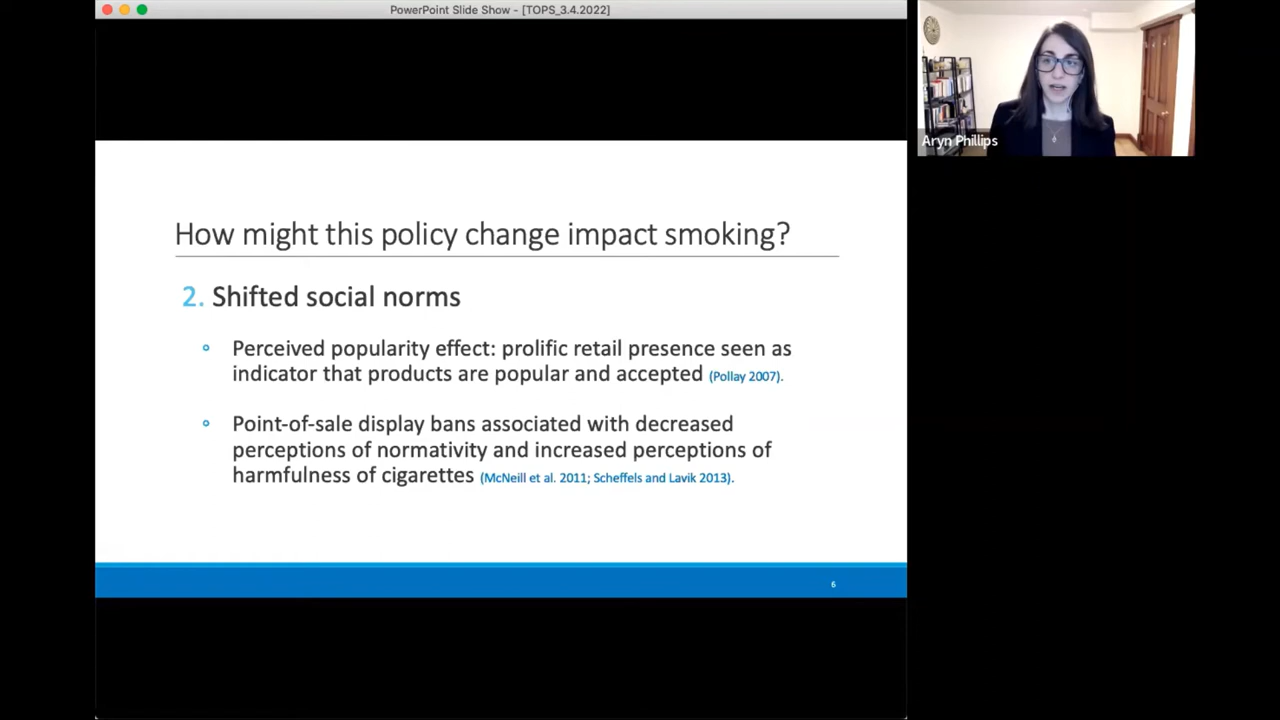 PowerPoint Slide Show - [TOPS_3.4.2022]
Aryn Phillips
How might this policy change impact smoking?
2. Shifted social norms
Perceived popularity effect: prolific retail presence seen as
indicator that products are popular and accepted (Pollay 2007).
Point-of-sale display bans associated with decreased
perceptions of normativity and increased perceptions of
harmfulness of cigarettes (McNeill et al. 2011; Scheffels and Lavik 2013).
6